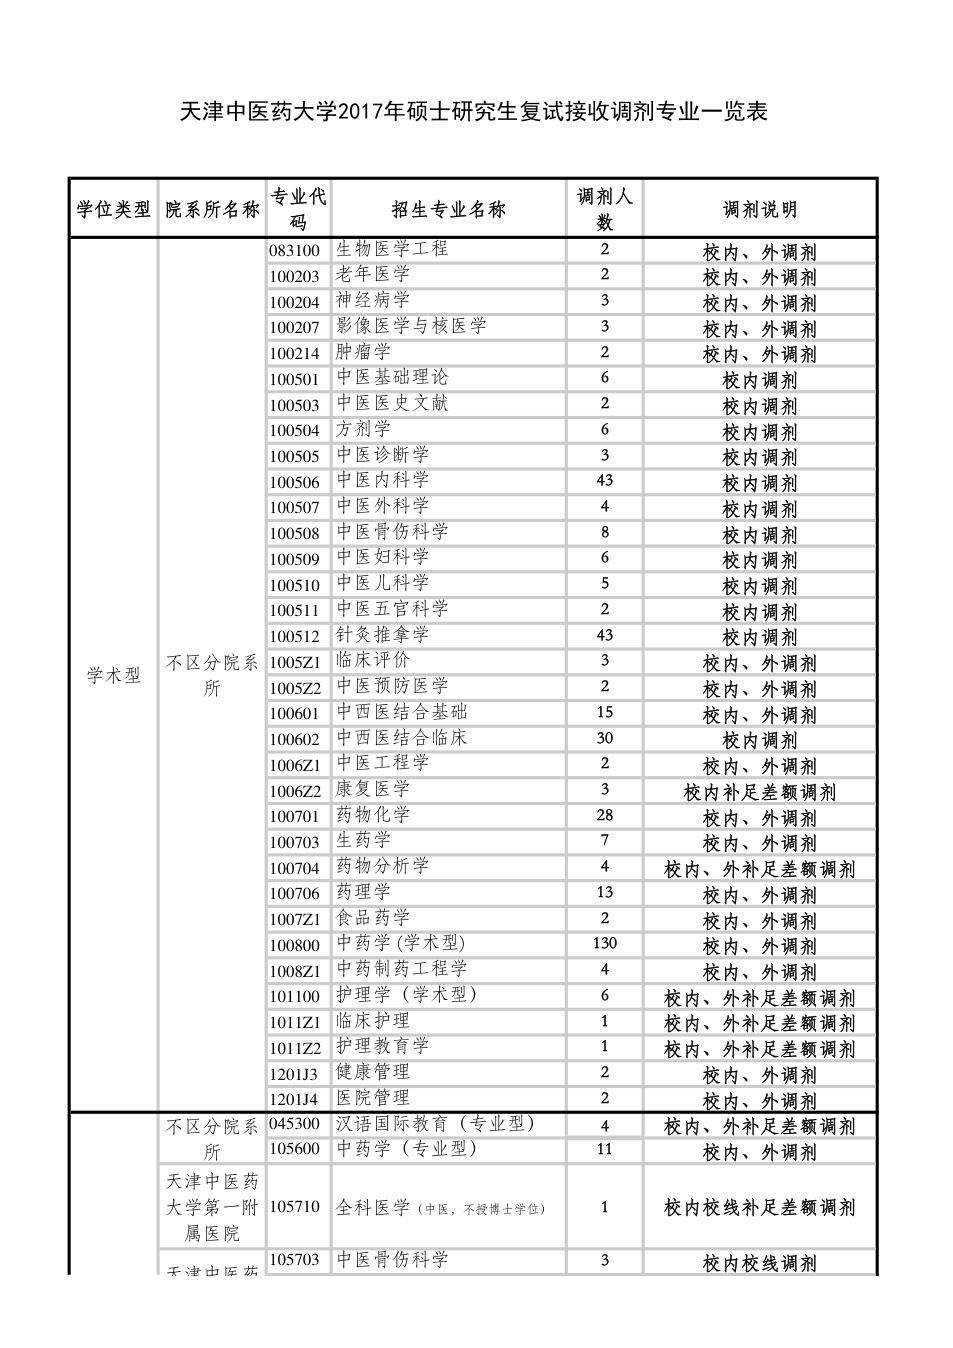 天津中医药大学2017年硕士研究生复试接收调剂专业一览表
学位类型 院系所名称 专业代码 招生专业名称 调剂人数 调剂说明
学术型 不区分院系所
083100 生物医学工程 2 校内、外调剂
100203 老年医学 2 校内、外调剂
100204 神经病学 3 校内、外调剂
100207 影像医学与核医学 3 校内、外调剂
100214 肿瘤学 2 校内、外调剂
100501 中医基础理论 6 校内调剂
100503 中医医史文献 2 校内调剂
100504 方剂学 6 校内调剂
100505 中医诊断学 3 校内调剂
100506 中医内科学 43 校内调剂
100507 中医外科学 4 校内调剂
100508 中医骨伤科学 8 校内调剂
100509 中医妇科学 6 校内调剂
100510 中医儿科学 5 校内调剂
100511 中医五官科学 2 校内调剂
100512 针灸推拿学 43 校内调剂
1005Z1 临床评价 3 校内、外调剂
1005Z2 中医预防医学 2 校内、外调剂
100601 中西医结合基础 15 校内、外调剂
100602 中西医结合临床 30 校内调剂
1006Z1 中医工程学 2 校内、外调剂
1006Z2 康复医学 3 校内补足差额调剂
100701 药物化学 28 校内、外调剂
100703 生药学 7 校内、外调剂
100704 药物分析学 4 校内、外补足差额调剂
100706 药理学 13 校内、外调剂
1007Z1 食品药学 2 校内、外调剂
100800 中药学(学术型) 130 校内、外调剂
1008Z1 中药制药工程学 4 校内、外调剂
101100 护理学（学术型） 6 校内、外补足差额调剂
1011Z1 临床护理 1 校内、外补足差额调剂
1011Z2 护理教育学 1 校内、外补足差额调剂
1201J3 健康管理 2 校内、外调剂
1201J4 医院管理 2 校内、外调剂
不区分院系所
045300 汉语国际教育（专业型） 4 校内、外补足差额调剂
105600 中药学（专业型） 11 校内、外调剂
天津中医药大学第一附属医院 105710 全科医学（中医，不授博士学位） 1 校内校线补足差额调剂
天津中医药 105703 中医骨伤科学 3 校内校线调剂